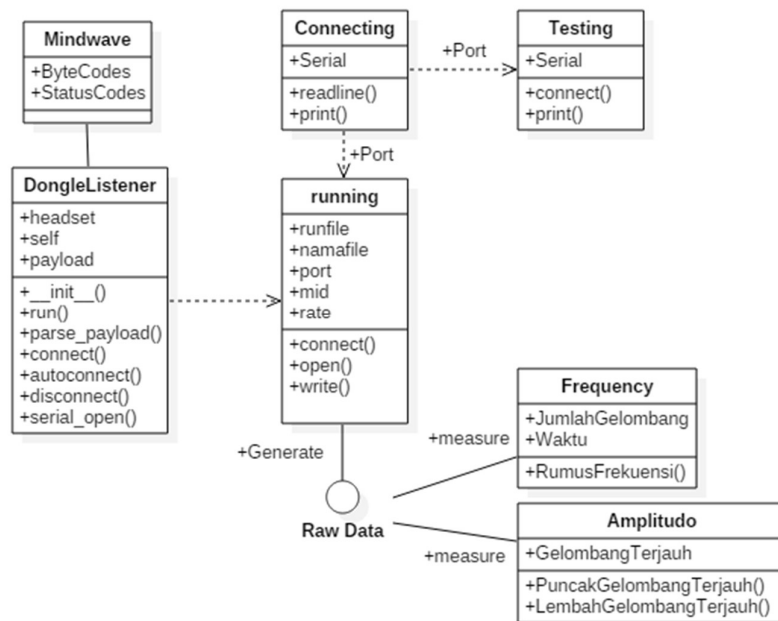 Mindwave
+ByteCodes
+StatusCodes
Connecting
+Serial
+readline()
+print()
+Port
Testing
+Serial
+connect()
+print()
+Port
DongleListener
+headset
+self
+payload
+__init__()
+run()
+parse_payload()
+connect()
+autoconnect()
+disconnect()
+serial_open()
running
+runfile
+namafile
+port
+mid
+rate
+connect()
+open()
+write()
+Generate
Raw Data
+measure
Frequency
+JumlahGelombang
+Waktu
+RumusFrekuensi()
+measure
Amplitudo
+GelombangTerjauh
+PuncakGelombangTerjauh()
+LembahGelombangTerjauh()